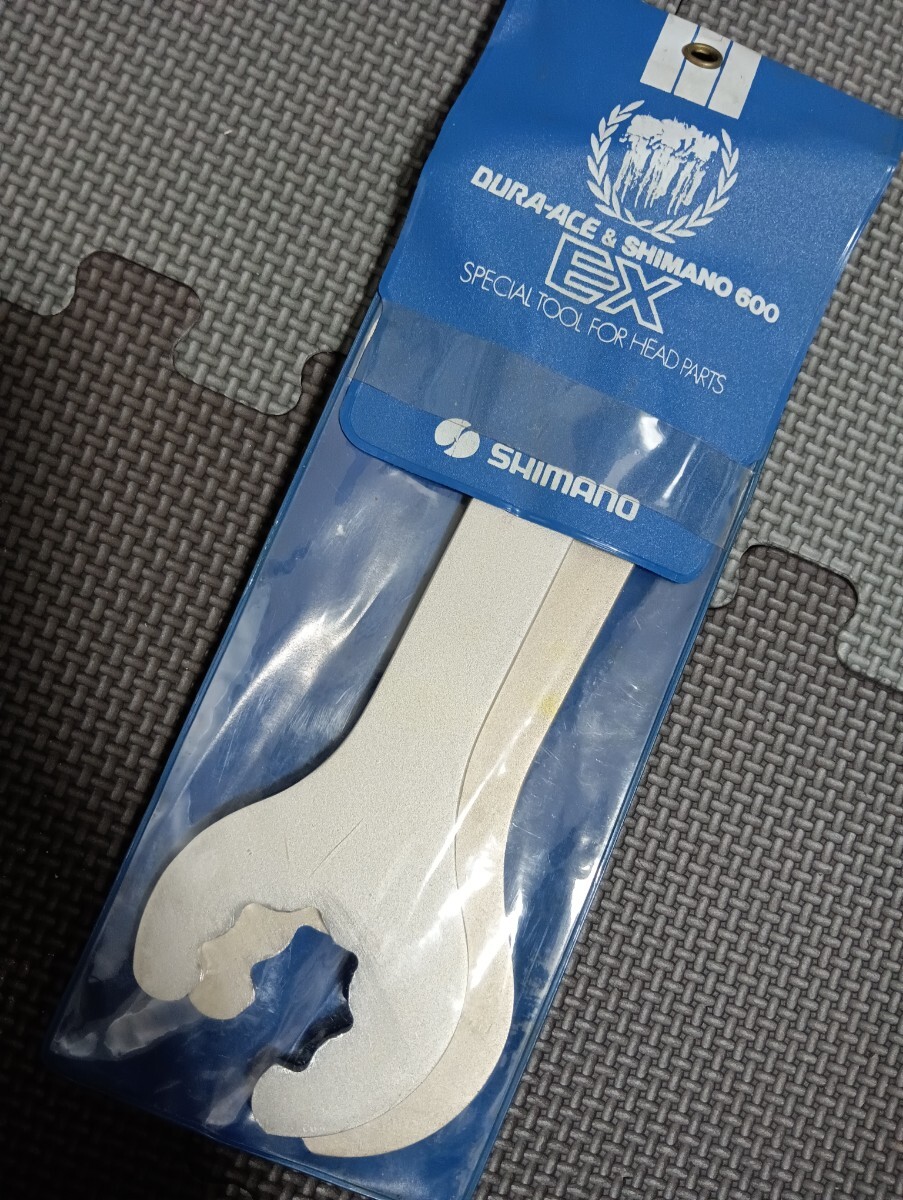 DURA-ACE & SHIMANO 600
EX
SPECIAL TOOL FOR HEAD PARTS
SHIMANO